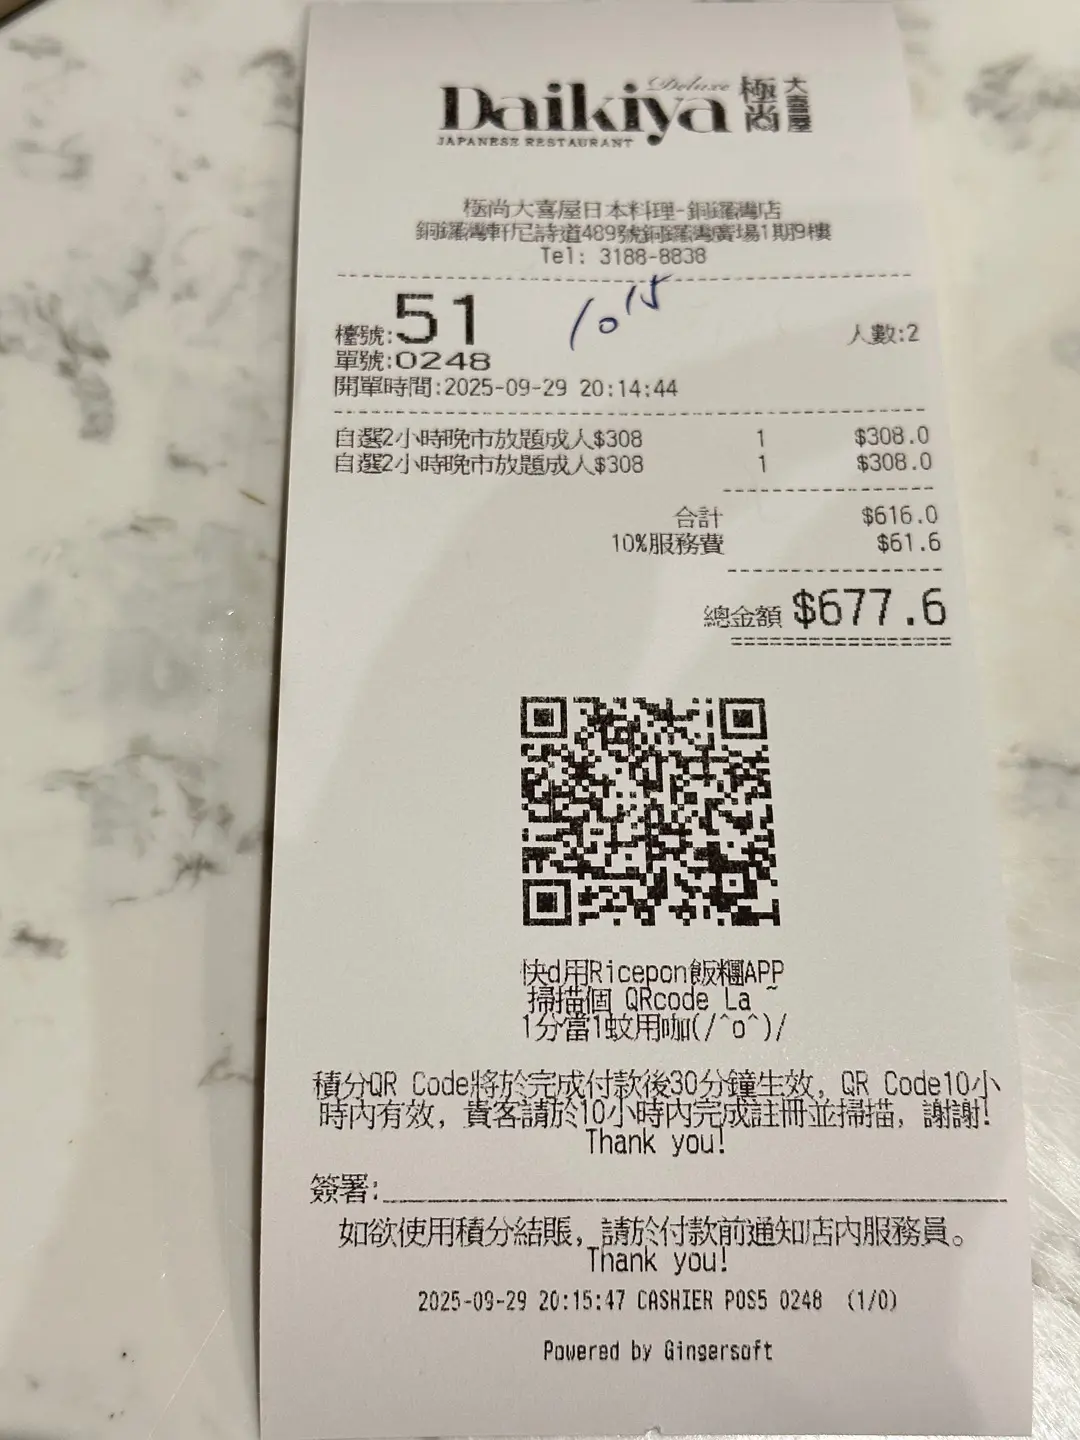 Daikiya Deluxe 極尚 大喜屋
JAPANESE RESTAURANT
極尚大喜屋日本料理-銅鑼灣店
銅鑼灣軒尼詩道489號銅鑼灣廣場1期9樓
Tel: 3188-8838
10 15
檯號:51 人數:2
單號:0248
開單時間:2025-09-29 20:14:44
自選2小時晚市放題成人$308 1 $308.0
自選2小時晚市放題成人$308 1 $308.0
合計 $616.0
10%服務費 $61.6
總金額 $677.6
快d用Ricepon飯糰APP
掃描個 QRcode La ~
1分當1蚊用咖(/^o^)/
積分QR Code將於完成付款後30分鐘生效, QR Code10小
時內有效, 貴客請於10小時內完成註冊並掃描, 謝謝!
Thank you!
簽署:
如欲使用積分結賬, 請於付款前通知店內服務員。
Thank you!
2025-09-29 20:15:47 CASHIER POS5 0248 (1/0)
Powered by Gingersoft